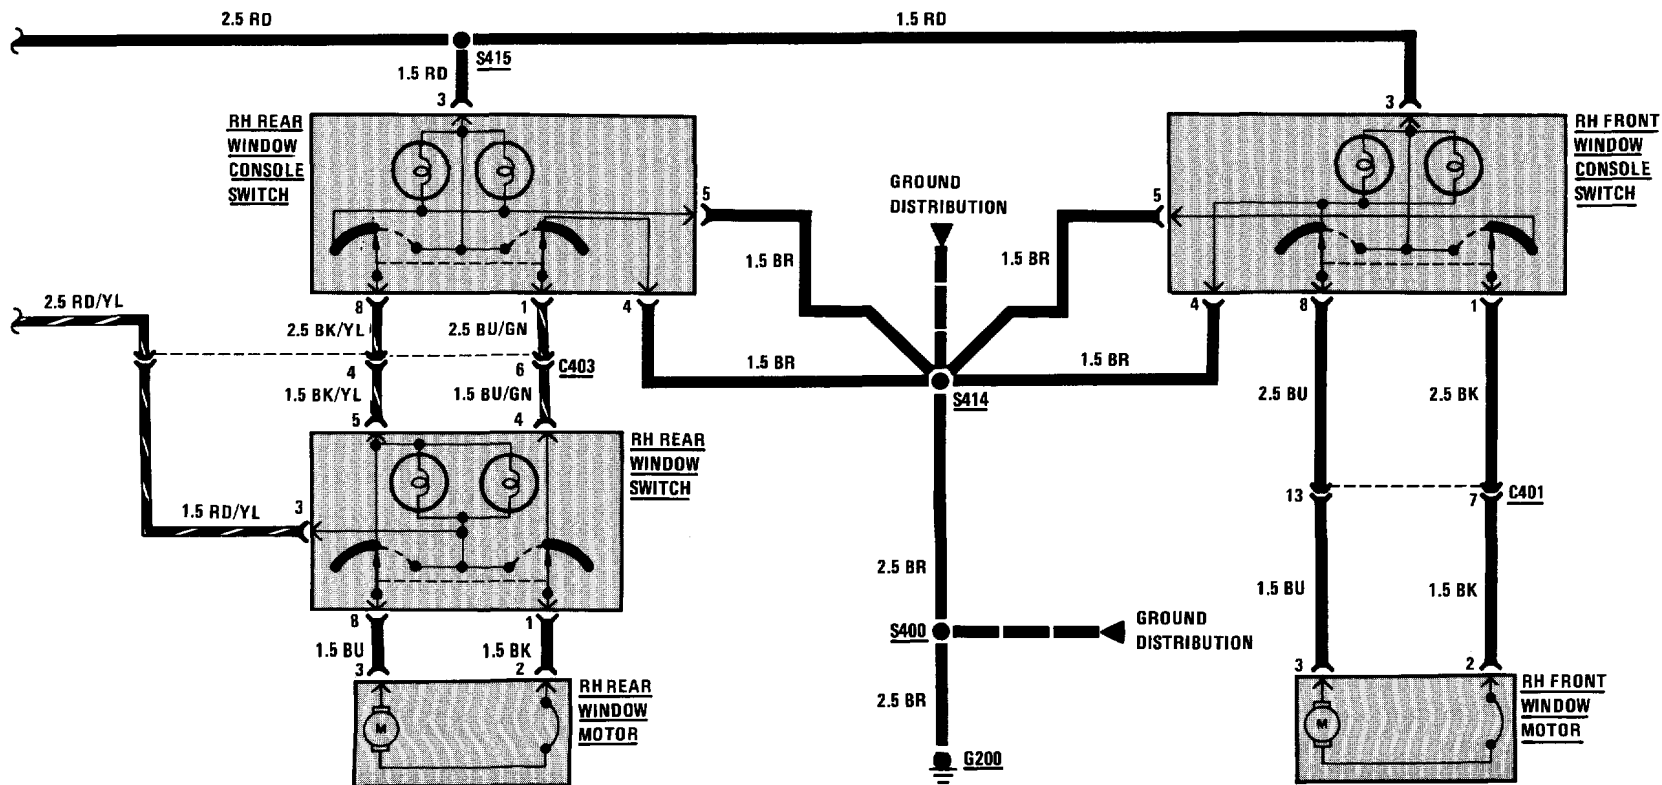 2.5 RD
1.5 RD
S415
1.5 RD
3
3
RH REAR
WINDOW
CONSOLE
SWITCH
RH FRONT
WINDOW
CONSOLE
SWITCH
5
GROUND
DISTRIBUTION
5
1.5 BR
1.5 BR
2.5 RD/YL
8
1
4
4
8
1
2.5 BK/YL
2.5 BU/GN
4
6
C403
1.5 BR
1.5 BR
1.5 BK/YL
1.5 BU/GN
S414
2.5 BU
2.5 BK
5
4
RH REAR
WINDOW
SWITCH
1.5 RD/YL
3
13
7
C401
2.5 BR
1.5 BU
1.5 BK
8
1
S400
GROUND
DISTRIBUTION
1.5 BU
1.5 BK
3
2
3
2
RH REAR
WINDOW
MOTOR
M
2.5 BR
RH FRONT
WINDOW
MOTOR
M
G200